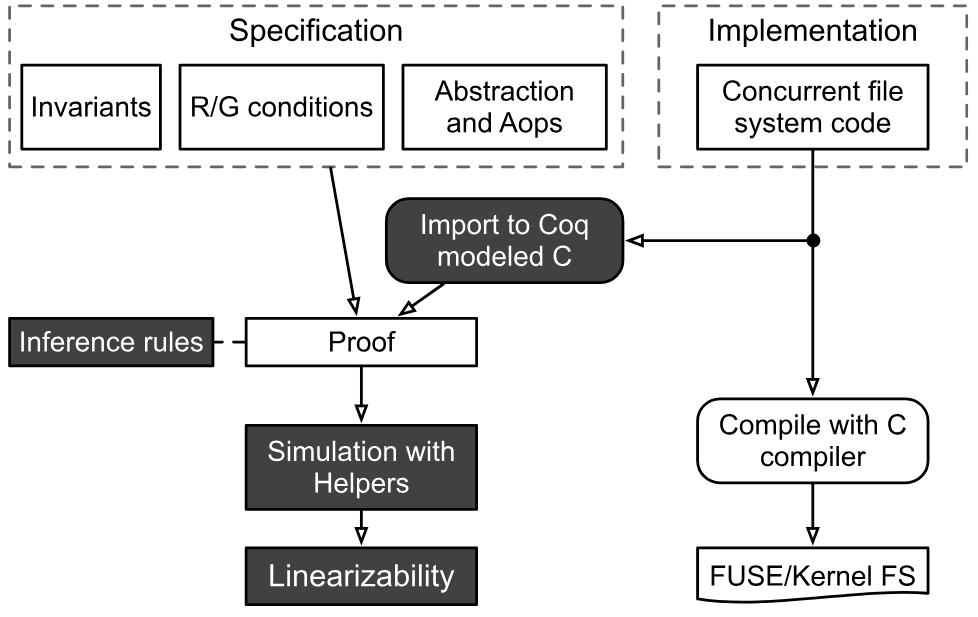 Specification
Implementation
Invariants
R/G conditions
Abstraction
and Aops
Concurrent file
system code
Import to Coq
modeled C
Inference rules
Proof
Simulation with
Helpers
Compile with C
compiler
Linearizability
FUSE/Kernel FS